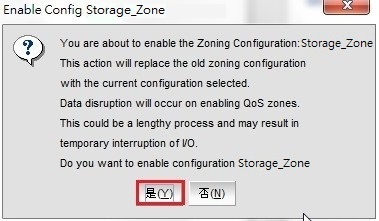 Enable Config Storage_Zone
You are about to enable the Zoning Configuration:Storage_Zone
This action will replace the old zoning configuration
with the current configuration selected.
Data disruption will occur on enabling QoS zones.
This could be a lengthy process and may result in
temporary interruption of I/O.
Do you want to enable configuration Storage_Zone
是(Y) 否(N)